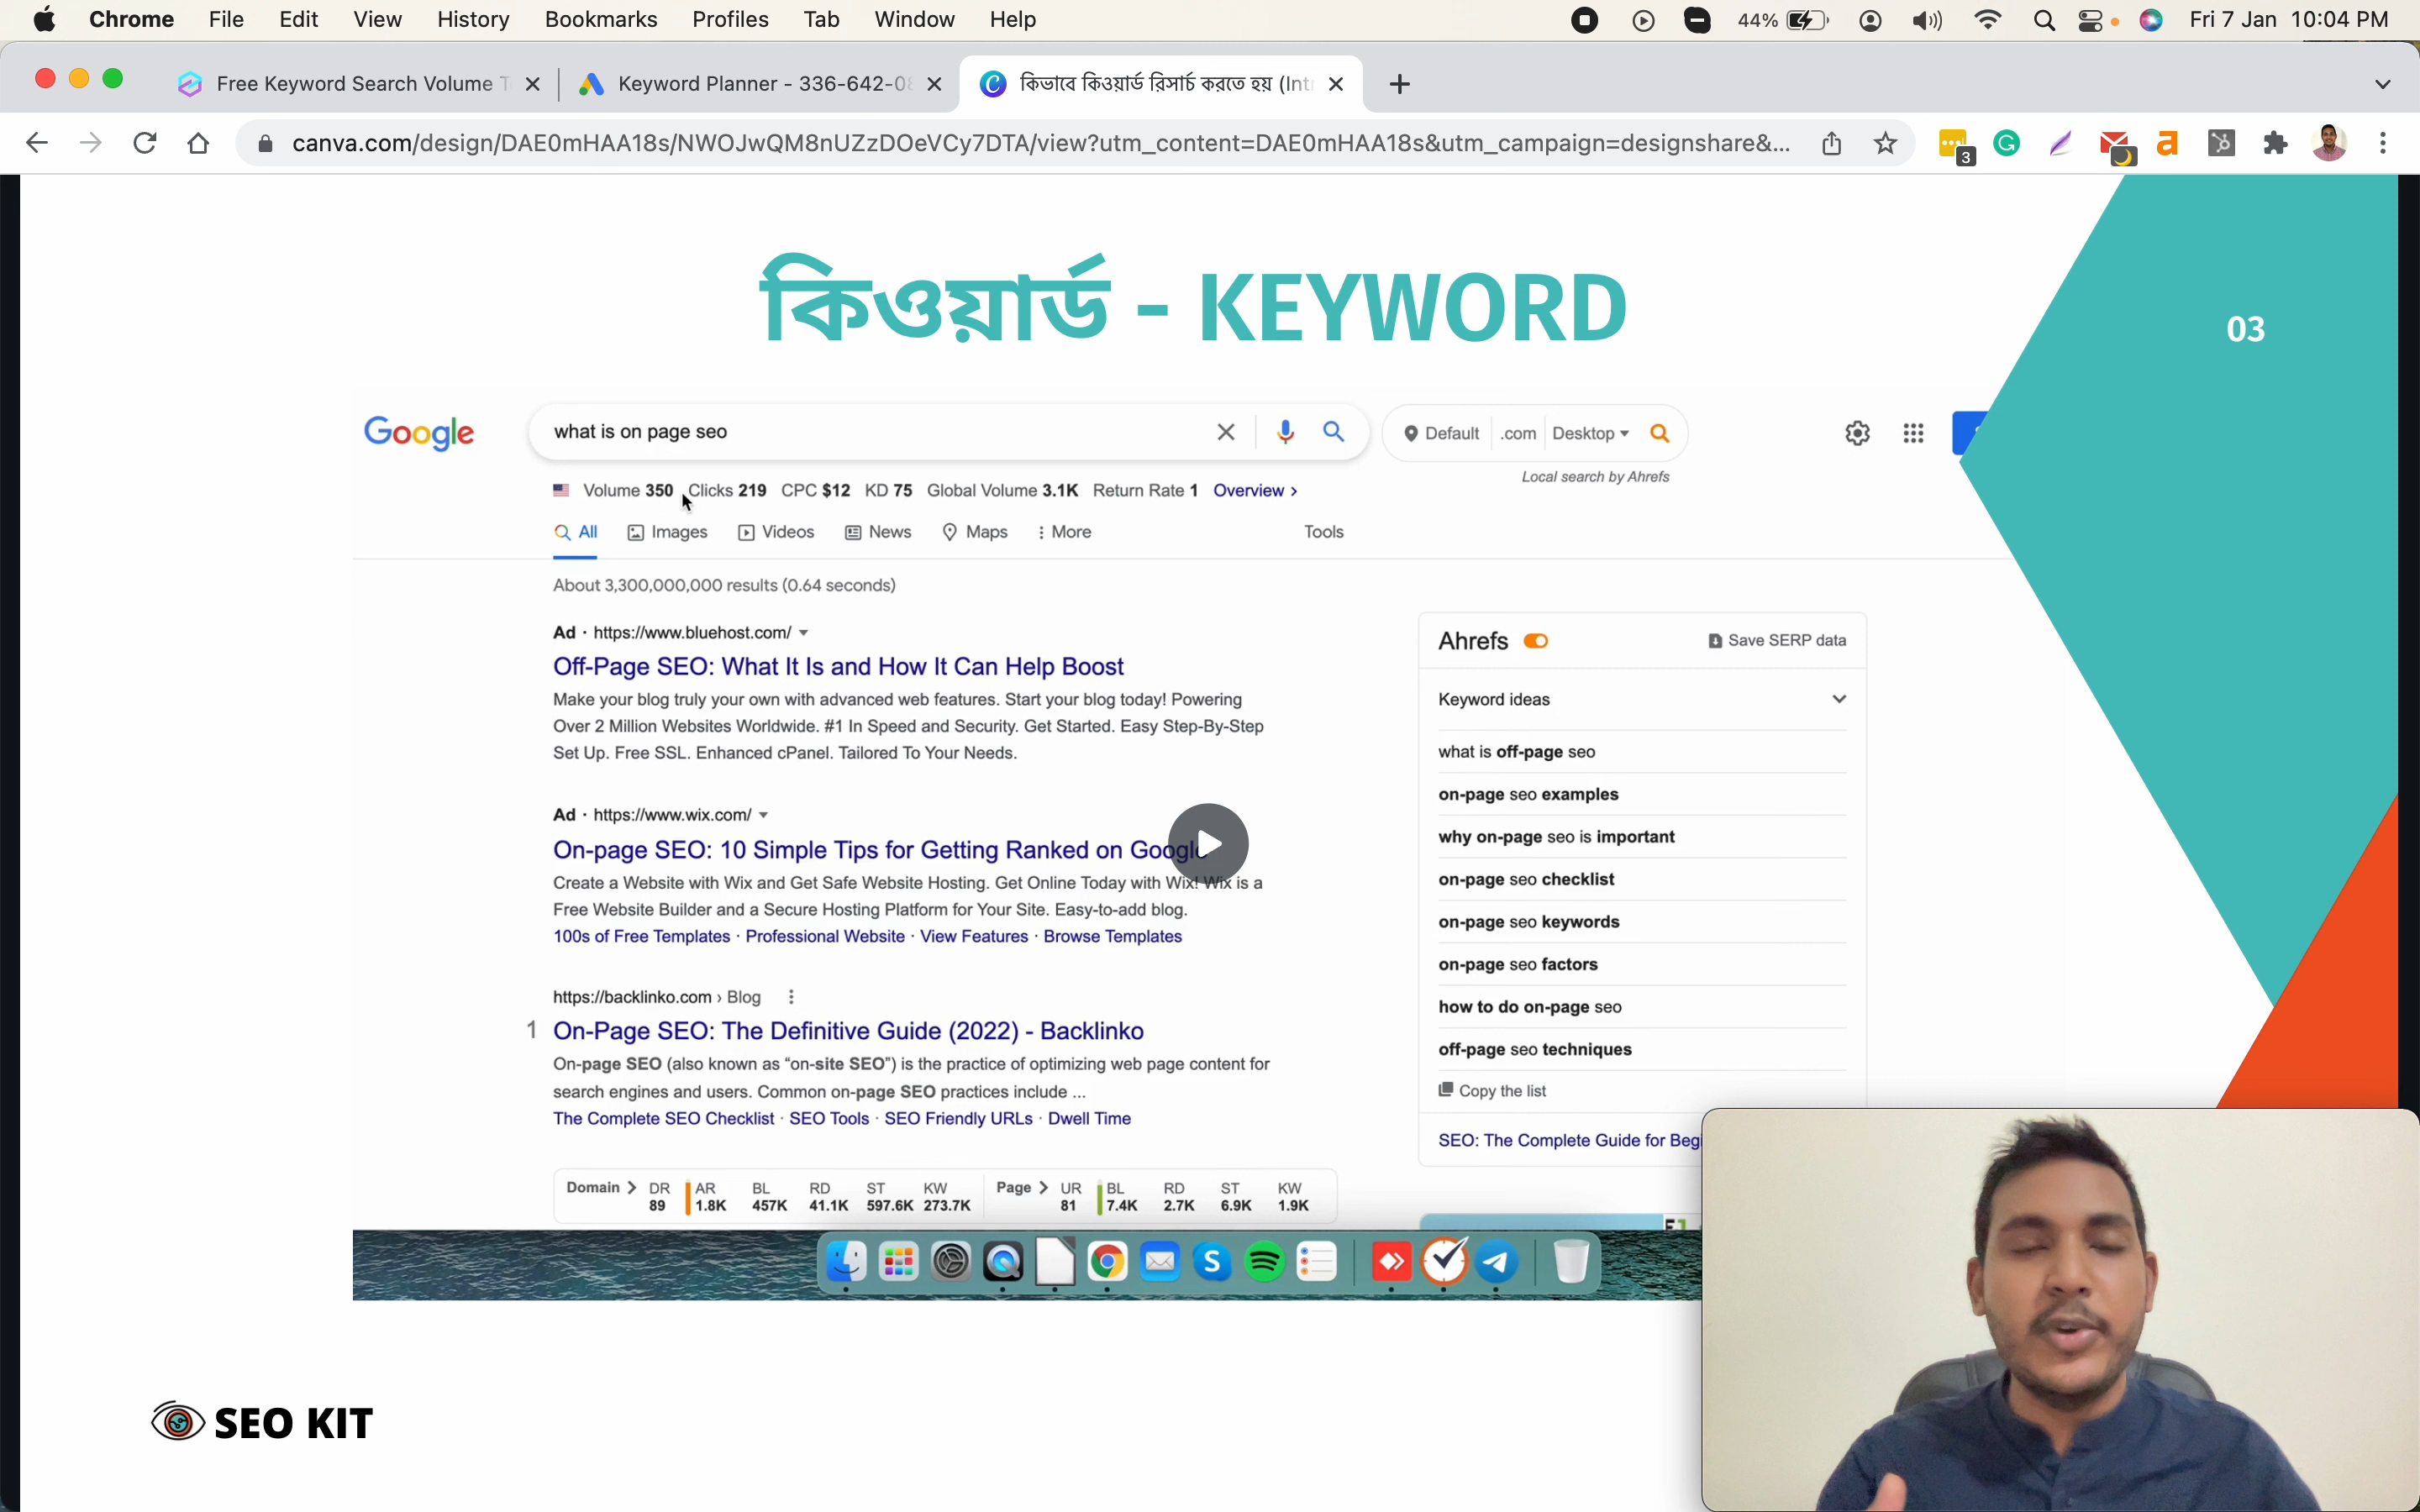 Chrome File Edit View History Bookmarks Profiles Tab Window Help
44% Fri 7 Jan 10:04 PM
Free Keyword Search Volume T
Keyword Planner - 336-642-08
কিভাবে কিওয়ার্ড রিসার্চ করতে হয় (Intr
canva.com/design/DAE0mHAA18s/NWOJwQM8nUZzDOeVCy7DTA/view?utm_content=DAE0mHAA18s&utm_campaign=designshare&...
3
কিওয়ার্ড - KEYWORD
03
Google
what is on page seo
Default .com Desktop
Local search by Ahrefs
Volume 350 Clicks 219 CPC $12 KD 75 Global Volume 3.1K Return Rate 1 Overview ›
All Images Videos News Maps More Tools
About 3,300,000,000 results (0.64 seconds)
Ad · https://www.bluehost.com/
Off-Page SEO: What It Is and How It Can Help Boost
Make your blog truly your own with advanced web features. Start your blog today! Powering
Over 2 Million Websites Worldwide. #1 In Speed and Security. Get Started. Easy Step-By-Step
Set Up. Free SSL. Enhanced cPanel. Tailored To Your Needs.
Ad · https://www.wix.com/
On-page SEO: 10 Simple Tips for Getting Ranked on Google
Create a Website with Wix and Get Safe Website Hosting. Get Online Today with Wix! Wix is a
Free Website Builder and a Secure Hosting Platform for Your Site. Easy-to-add blog.
100s of Free Templates · Professional Website · View Features · Browse Templates
https://backlinko.com › Blog
1 On-Page SEO: The Definitive Guide (2022) - Backlinko
On-page SEO (also known as “on-site SEO”) is the practice of optimizing web page content for
search engines and users. Common on-page SEO practices include ...
The Complete SEO Checklist · SEO Tools · SEO Friendly URLs · Dwell Time
Domain DR AR BL RD ST KW Page UR BL RD ST KW
89 1.8K 457K 41.1K 597.6K 273.7K 81 7.4K 2.7K 6.9K 1.9K
Ahrefs Save SERP data
Keyword ideas
what is off-page seo
on-page seo examples
why on-page seo is important
on-page seo checklist
on-page seo keywords
on-page seo factors
how to do on-page seo
off-page seo techniques
Copy the list
SEO: The Complete Guide for Begi
SEO KIT